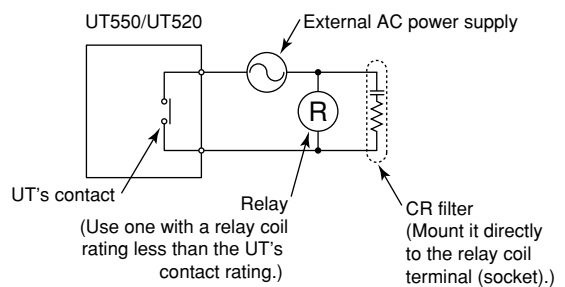 UT550/UT520
External AC power supply
R
UT's contact
Relay
(Use one with a relay coil
rating less than the UT's
contact rating.)
CR filter
(Mount it directly
to the relay coil
terminal (socket).)